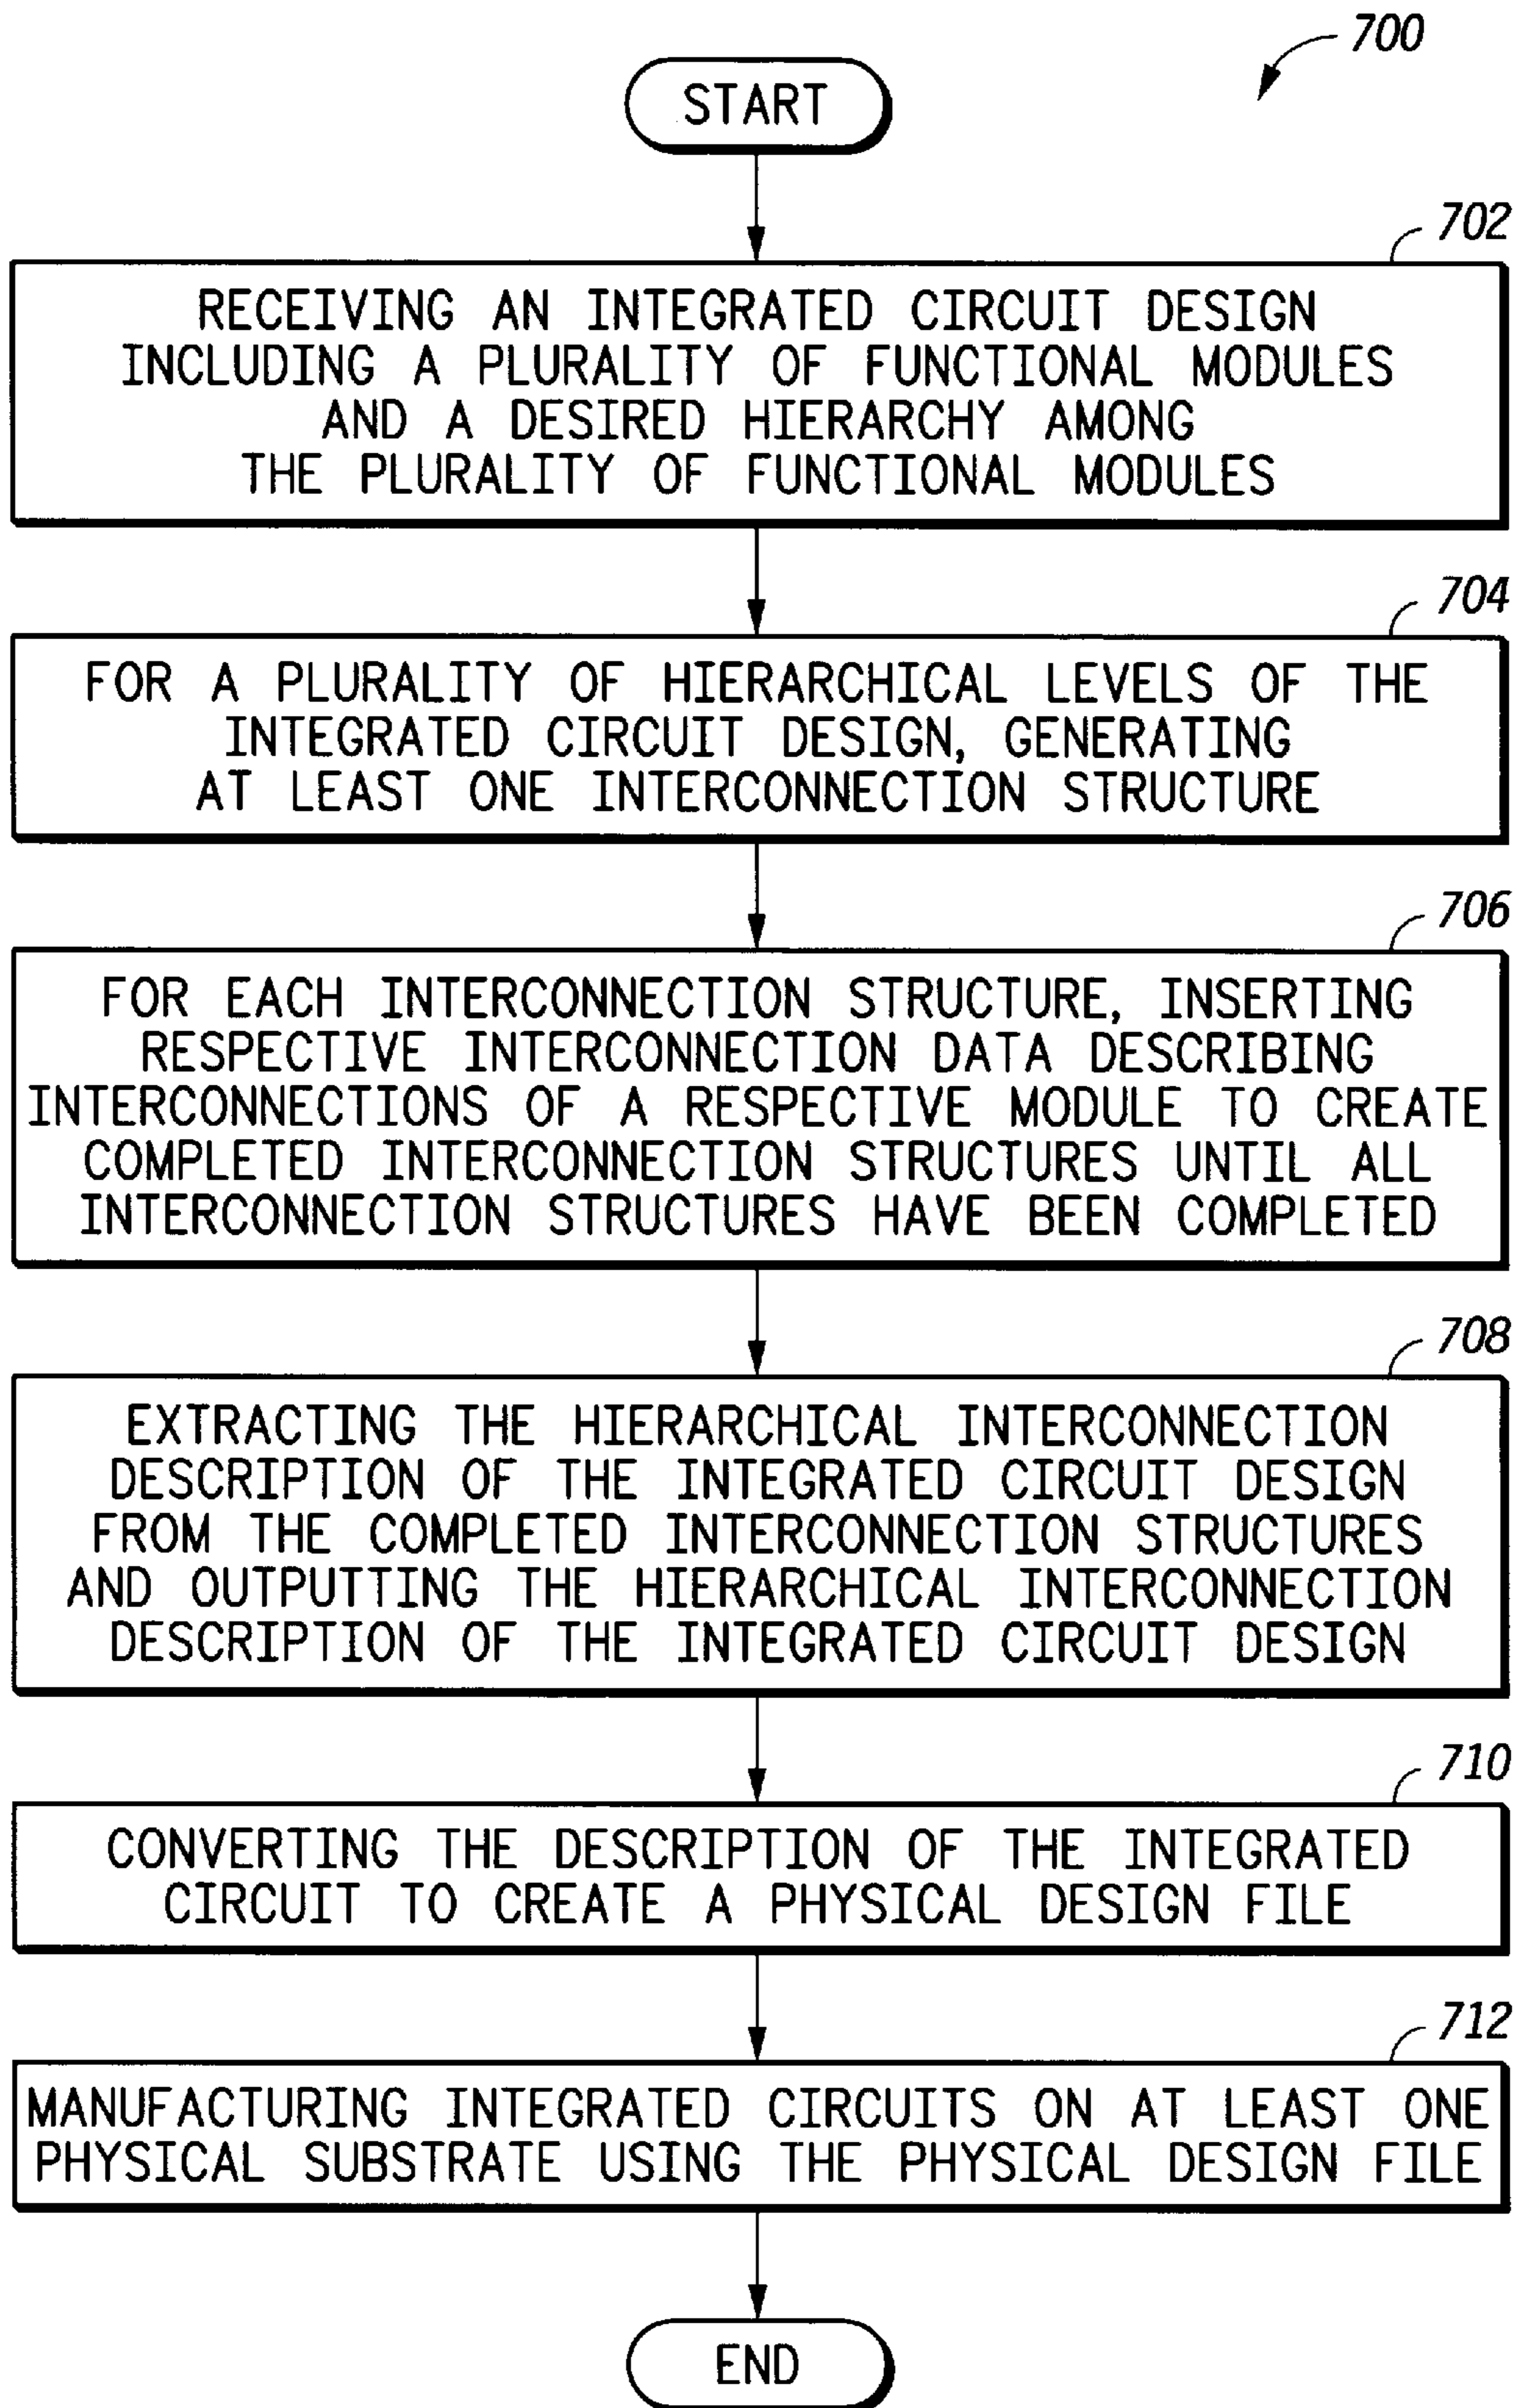 700
START
702
RECEIVING AN INTEGRATED CIRCUIT DESIGN
INCLUDING A PLURALITY OF FUNCTIONAL MODULES
AND A DESIRED HIERARCHY AMONG
THE PLURALITY OF FUNCTIONAL MODULES
704
FOR A PLURALITY OF HIERARCHICAL LEVELS OF THE
INTEGRATED CIRCUIT DESIGN, GENERATING
AT LEAST ONE INTERCONNECTION STRUCTURE
706
FOR EACH INTERCONNECTION STRUCTURE, INSERTING
RESPECTIVE INTERCONNECTION DATA DESCRIBING
INTERCONNECTIONS OF A RESPECTIVE MODULE TO CREATE
COMPLETED INTERCONNECTION STRUCTURES UNTIL ALL
INTERCONNECTION STRUCTURES HAVE BEEN COMPLETED
708
EXTRACTING THE HIERARCHICAL INTERCONNECTION
DESCRIPTION OF THE INTEGRATED CIRCUIT DESIGN
FROM THE COMPLETED INTERCONNECTION STRUCTURES
AND OUTPUTTING THE HIERARCHICAL INTERCONNECTION
DESCRIPTION OF THE INTEGRATED CIRCUIT DESIGN
710
CONVERTING THE DESCRIPTION OF THE INTEGRATED
CIRCUIT TO CREATE A PHYSICAL DESIGN FILE
712
MANUFACTURING INTEGRATED CIRCUITS ON AT LEAST ONE
PHYSICAL SUBSTRATE USING THE PHYSICAL DESIGN FILE
END